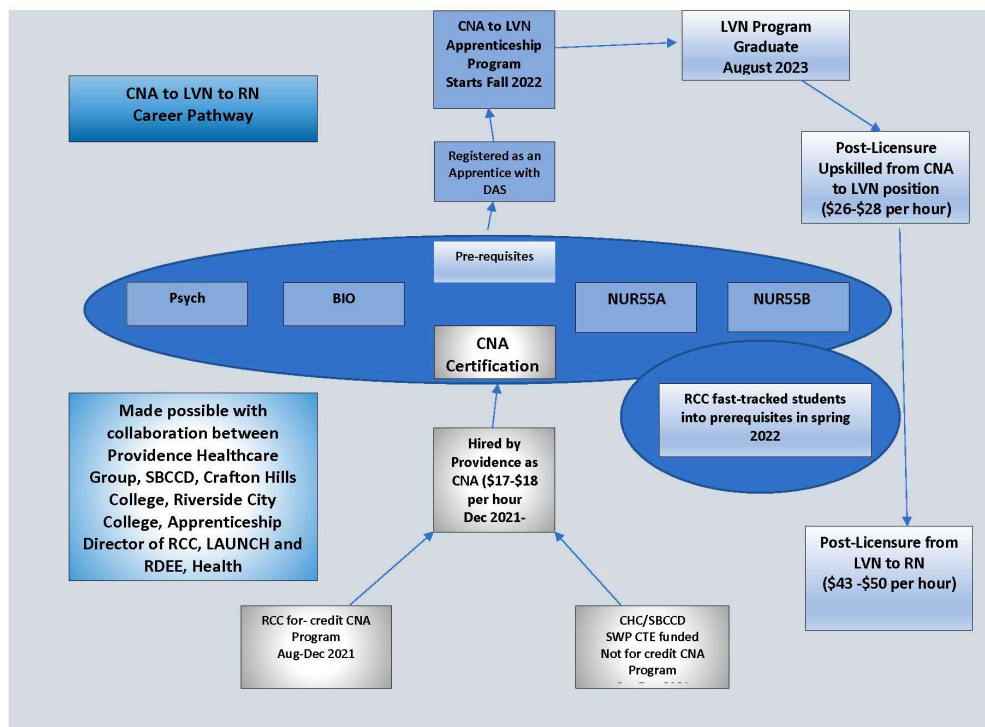 CNA to LVN
Apprenticeship
Program
Starts Fall 2022
LVN Program
Graduate
August 2023
CNA to LVN to RN
Career Pathway
Registered as an
Apprentice with
DAS
Post-Licensure
Upskilled from CNA
to LVN position
($26-$28 per hour)
Pre-requisites
Psych
BIO
NUR55A
NUR55B
CNA
Certification
RCC fast-tracked students
into prerequisites in spring
2022
Made possible with
collaboration between
Providence Healthcare
Group, SBCCD, Crafton Hills
College, Riverside City
College, Apprenticeship
Director of RCC, LAUNCH and
RDEE, Health
Hired by
Providence as
CNA ($17-$18
per hour
Dec 2021-
Post-Licensure from
LVN to RN
($43 -$50 per hour)
RCC for- credit CNA
Program
Aug-Dec 2021
CHC/SBCCD
SWP CTE funded
Not for credit CNA
Program